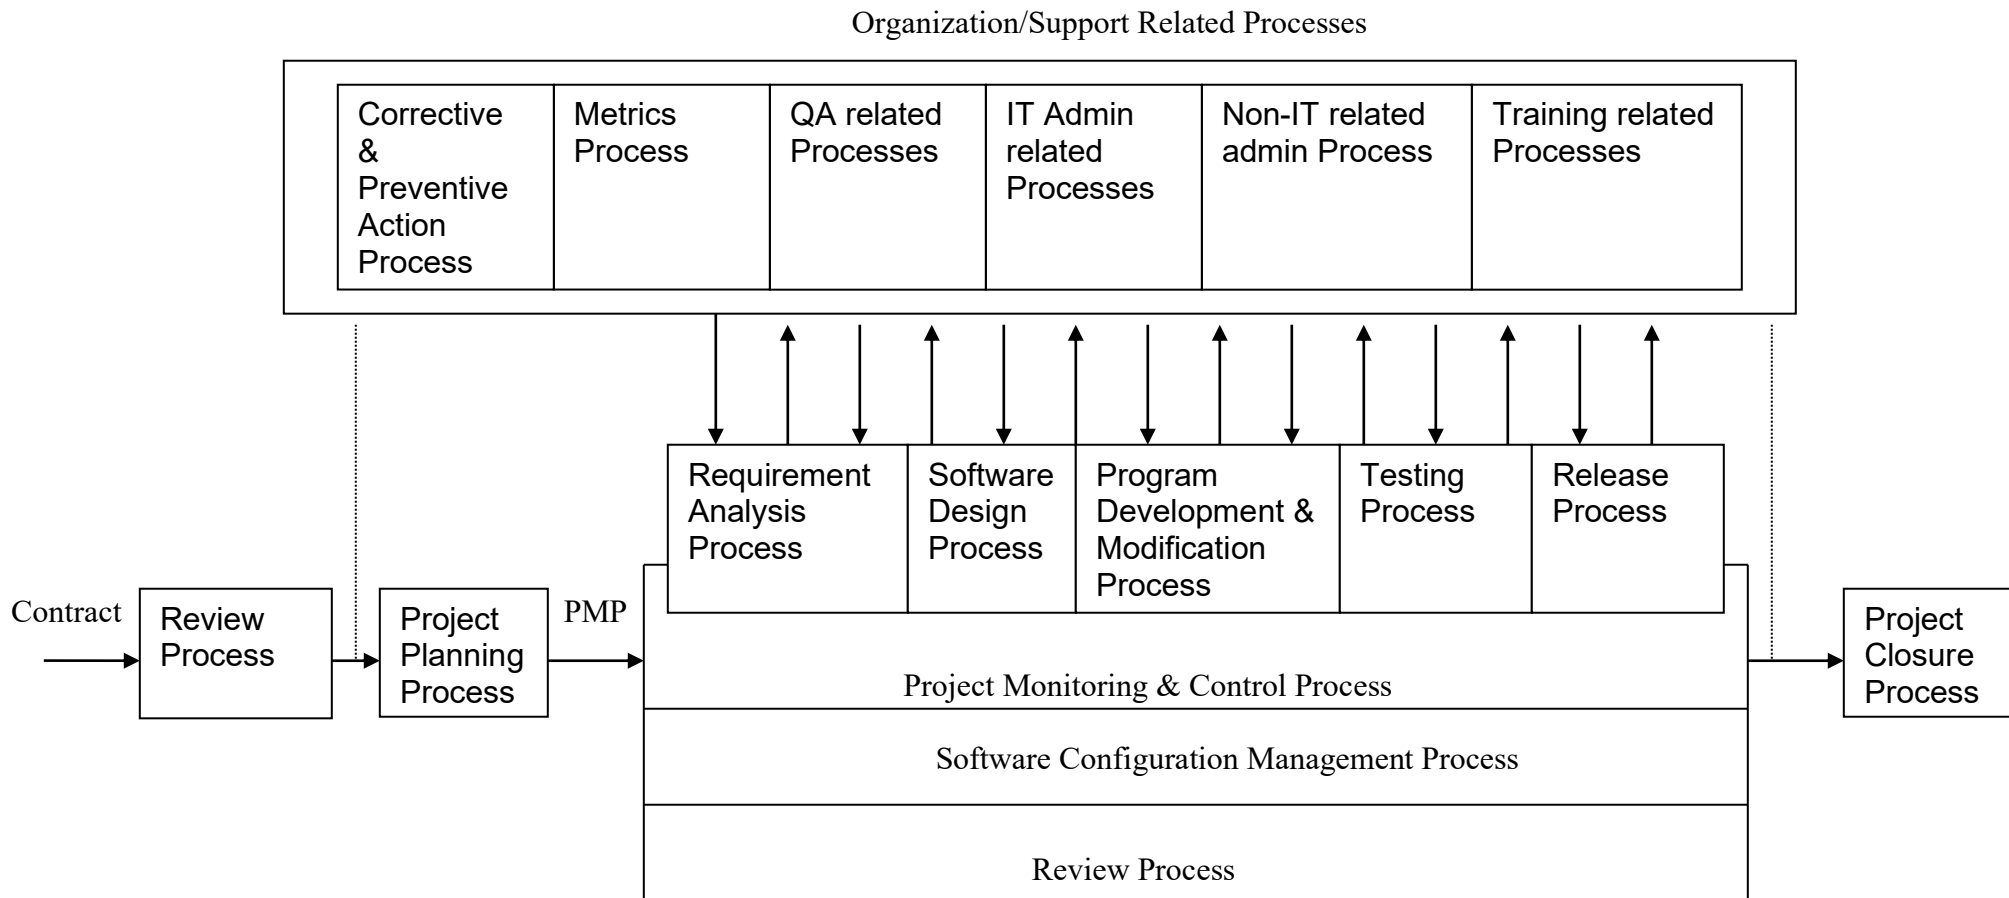 Organization/Support Related Processes
Corrective
&
Preventive
Action
Process
Metrics
Process
QA related
Processes
IT Admin
related
Processes
Non-IT related
admin Process
Training related
Processes
Requirement
Analysis
Process
Software
Design
Process
Program
Development &
Modification
Process
Testing
Process
Release
Process
Contract
Review
Process
Project
Planning
Process
PMP
Project Monitoring & Control Process
Software Configuration Management Process
Review Process
Project
Closure
Process